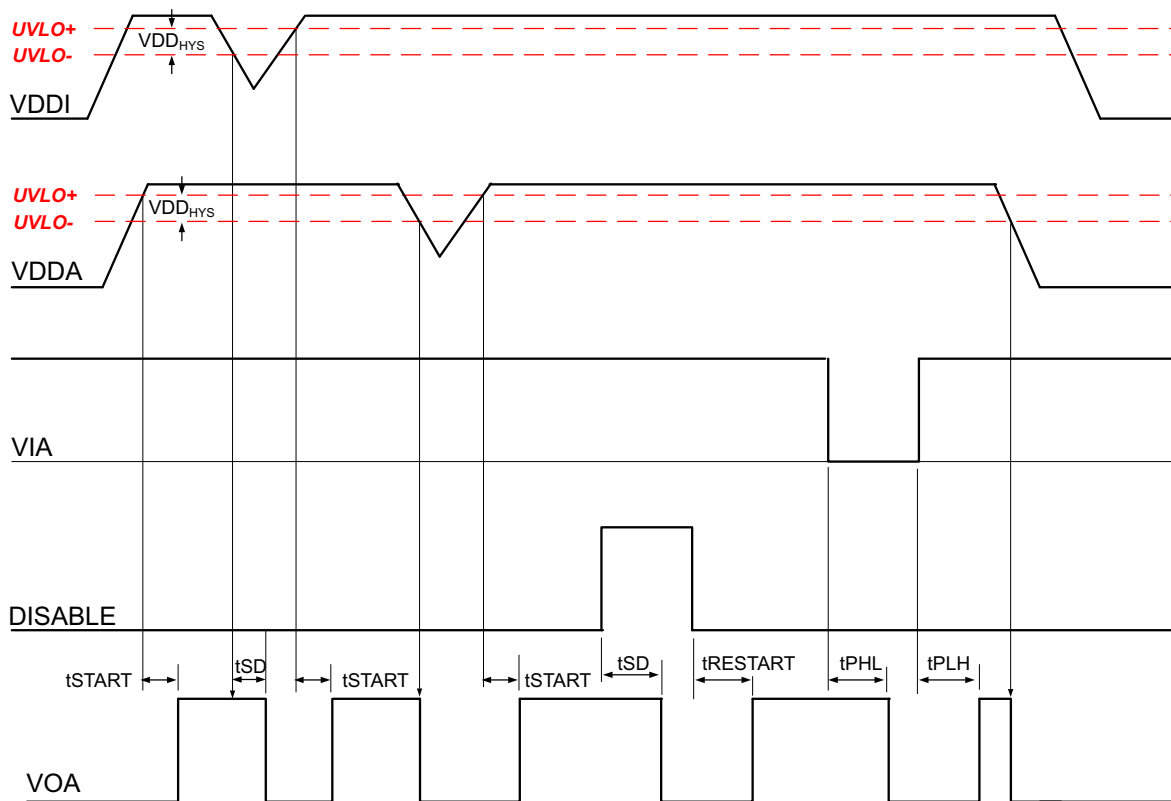 UVLO+
VDDHYS
UVLO-
VDDI
UVLO+
VDDHYS
UVLO-
VDDA
VIA
DISABLE
tSTART
tSD
tSTART
tSTART
tSD
tRESTART
tPHL
tPLH
VOA